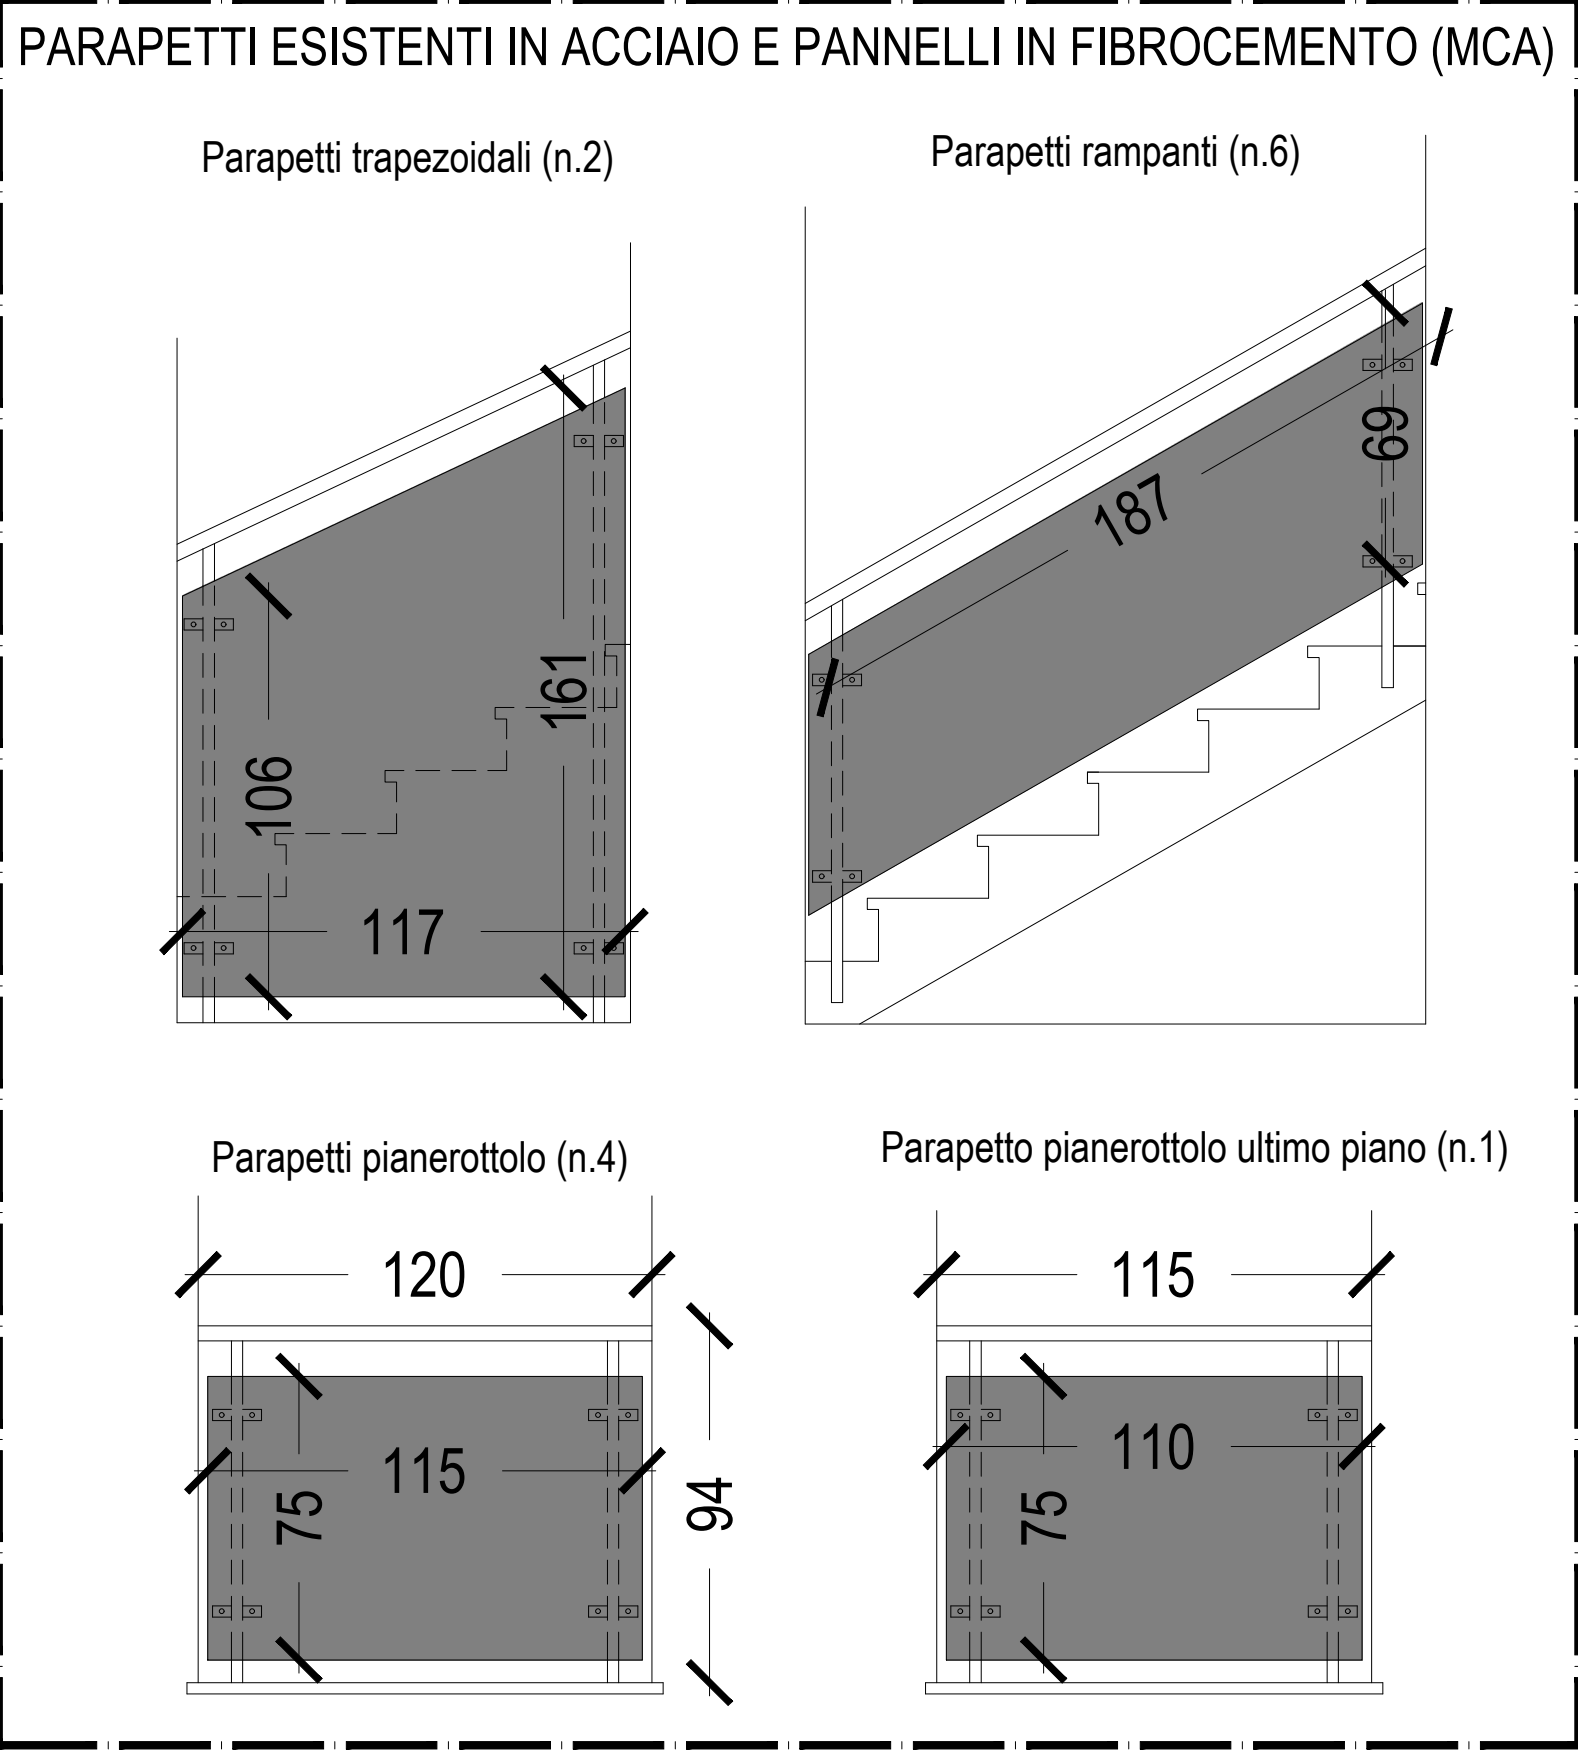 PARAPETTI ESISTENTI IN ACCIAIO E PANNELLI IN FIBROCEMENTO (MCA)
Parapetti trapezoidali (n.2)
106
161
117
Parapetti rampanti (n.6)
187
69
Parapetti pianerottolo (n.4)
120
115
75
94
Parapetto pianerottolo ultimo piano (n.1)
115
110
75